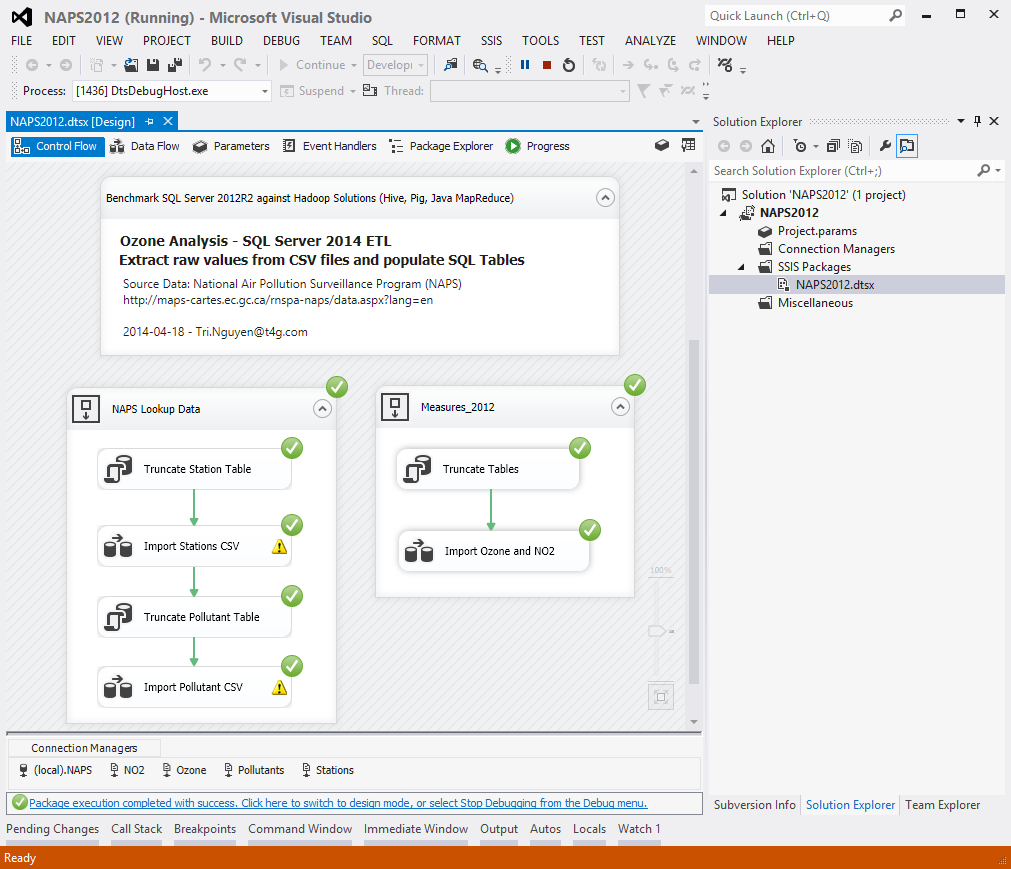 NAPS2012 (Running) - Microsoft Visual Studio
Quick Launch (Ctrl+Q)
FILE EDIT VIEW PROJECT BUILD DEBUG TEAM SQL FORMAT SSIS TOOLS TEST ANALYZE WINDOW HELP
Continue Develop
Process: [1436] DtsDebugHost.exe Suspend Thread:
NAPS2012.dtsx [Design]
Control Flow Data Flow Parameters Event Handlers Package Explorer Progress
Benchmark SQL Server 2012R2 against Hadoop Solutions (Hive, Pig, Java MapReduce)
Ozone Analysis - SQL Server 2014 ETL
Extract raw values from CSV files and populate SQL Tables
Source Data: National Air Pollution Surveillance Program (NAPS)
http://maps-cartes.ec.gc.ca/rnspa-naps/data.aspx?lang=en
2014-04-18 - Tri.Nguyen@t4g.com
NAPS Lookup Data
Truncate Station Table
Import Stations CSV
Truncate Pollutant Table
Import Pollutant CSV
Measures_2012
Truncate Tables
Import Ozone and NO2
100%
Connection Managers
(local).NAPS NO2 Ozone Pollutants Stations
Package execution completed with success. Click here to switch to design mode, or select Stop Debugging from the Debug menu.
Solution Explorer
Search Solution Explorer (Ctrl+;)
Solution 'NAPS2012' (1 project)
NAPS2012
Project.params
Connection Managers
SSIS Packages
NAPS2012.dtsx
Miscellaneous
Subversion Info Solution Explorer Team Explorer
Pending Changes Call Stack Breakpoints Command Window Immediate Window Output Autos Locals Watch 1
Ready